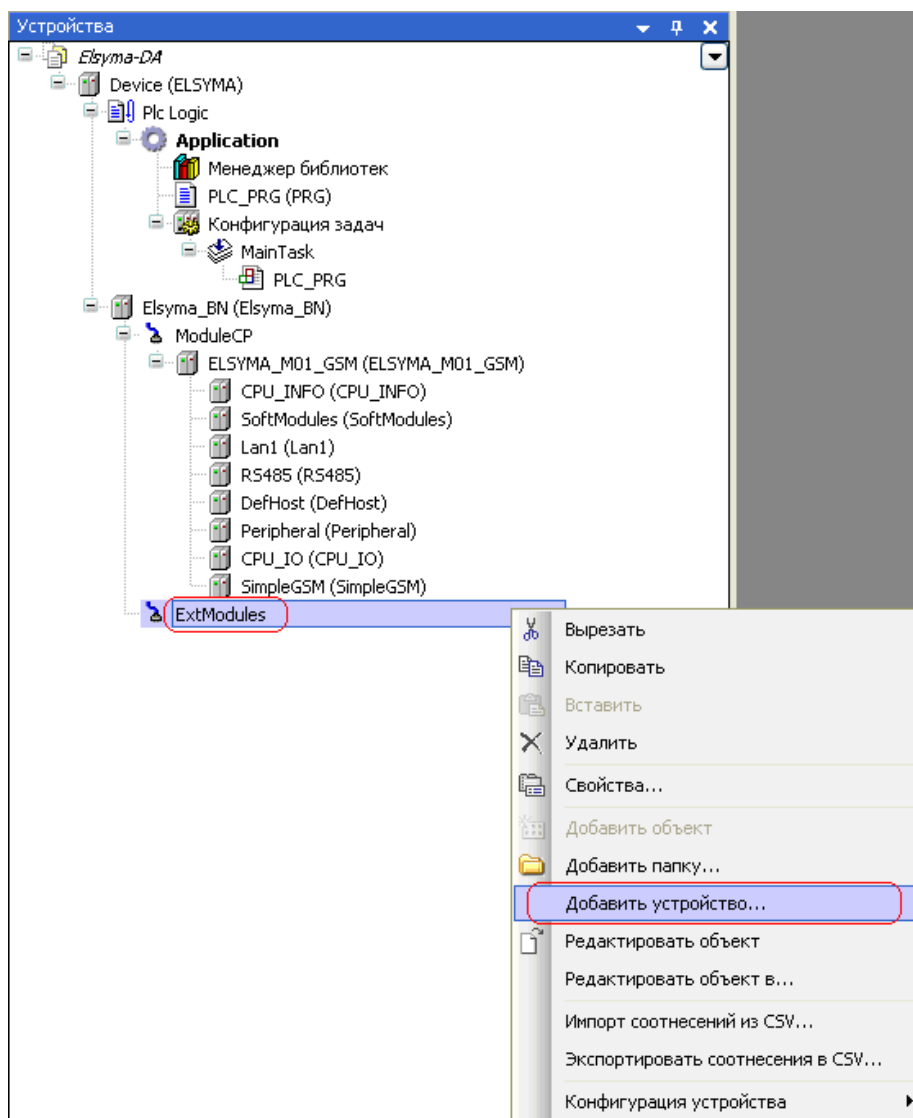 Устройства
Elsyma-DA
Device (ELSYMA)
Plc Logic
Application
Менеджер библиотек
PLC_PRG (PRG)
Конфигурация задач
MainTask
PLC_PRG
Elsyma_BN (Elsyma_BN)
ModuleCP
ELSYMA_M01_GSM (ELSYMA_M01_GSM)
CPU_INFO (CPU_INFO)
SoftModules (SoftModules)
Lan1 (Lan1)
RS485 (RS485)
DefHost (DefHost)
Peripheral (Peripheral)
CPU_IO (CPU_IO)
SimpleGSM (SimpleGSM)
ExtModules
Вырезать
Копировать
Вставить
Удалить
Свойства...
Добавить объект
Добавить папку...
Добавить устройство...
Редактировать объект
Редактировать объект в...
Импорт соотнесений из CSV...
Экспортировать соотнесения в CSV...
Конфигурация устройства